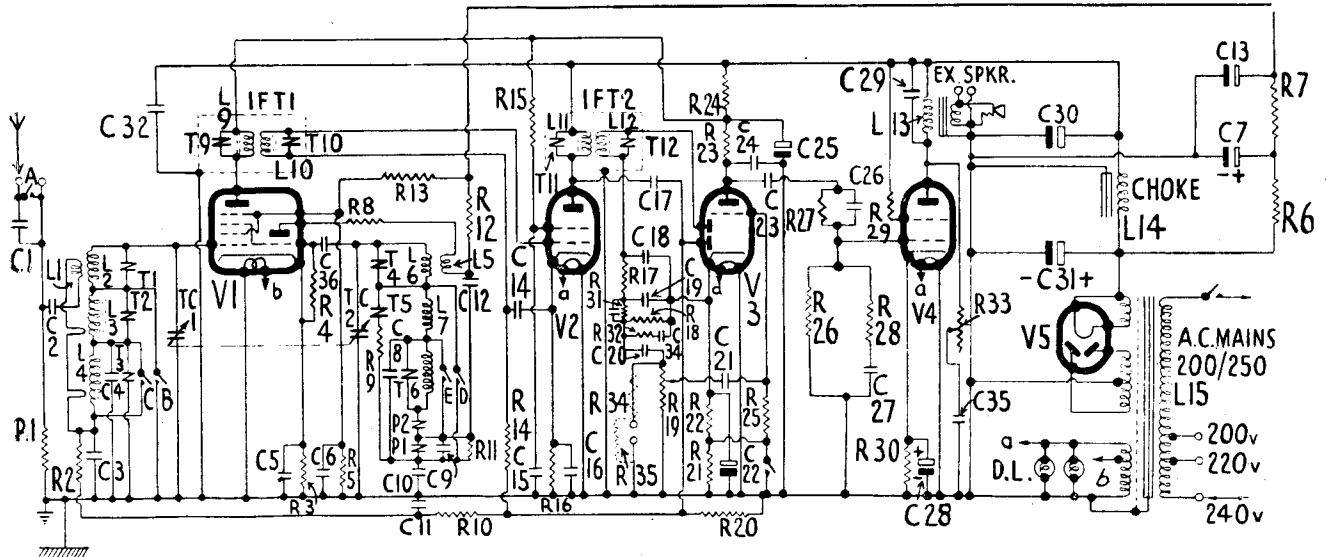 C13
R7
C29
EX. SPKR.
R24
R15
L9
IFT1
IFT2
C32
T9
T10
L10
L11
L12
T12
T11
R23
C24
C25
L13
C30
C7
- +
A
C1
R13
R8
R12
C17
C23
R27
C26
R29
CHOKE
L14
R6
L1
L2
T1
T2
TC1
V1
b
C36
R4
T4
L6
L5
C12
C14
V2
a
C18
R17
C19
R31
V3
a
V4
a
-C31+
C2
L3
L4
C4
T3
C
B
TC2
T5
C8
R9
T6
L7
E
D
R32
R18
C20
C34
C21
R26
R28
R33
V5
A.C. MAINS
200/250
L15
P.1
R2
C3
C5
C6
R5
R3
P2
P1
C10
C9
R11
R14
C15
R16
C16
R34
R35
R19
R22
R21
R25
C22
C27
R30
+
C28
C35
a
D.L.
b
200v
220v
240v
C11
R10
R20